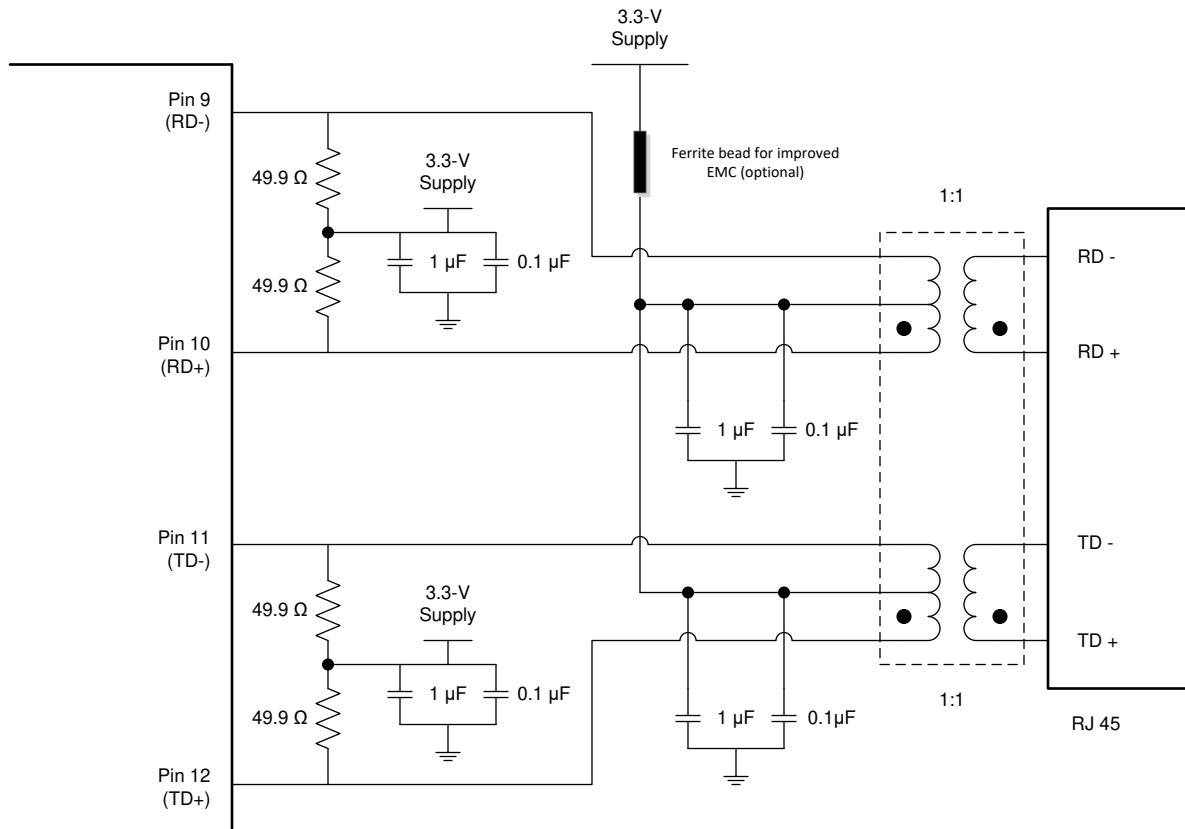 3.3-V
Supply
Pin 9
(RD-)
Ferrite bead for improved
EMC (optional)
3.3-V
Supply
49.9 Ω
1:1
1 µF
0.1 µF
RD -
49.9 Ω
Pin 10
(RD+)
RD +
1 µF
0.1 µF
Pin 11
(TD-)
TD -
3.3-V
Supply
49.9 Ω
TD +
1 µF
0.1 µF
1:1
49.9 Ω
1 µF
0.1µF
RJ 45
Pin 12
(TD+)